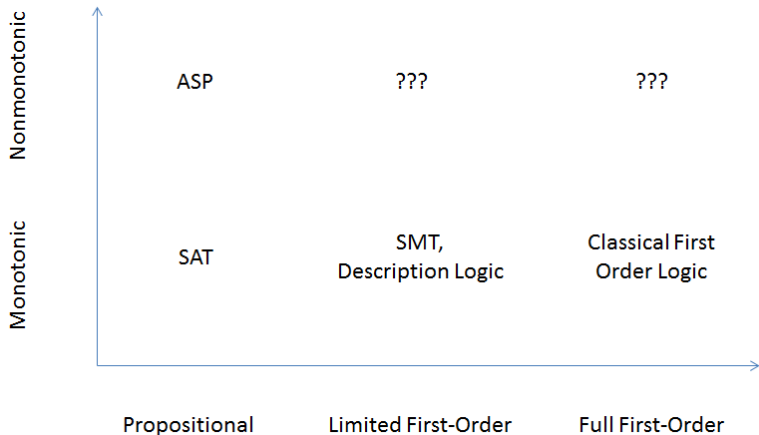 Nonmonotonic
ASP
???
???
Monotonic
SAT
SMT,
Description Logic
Classical First
Order Logic
Propositional
Limited First-Order
Full First-Order